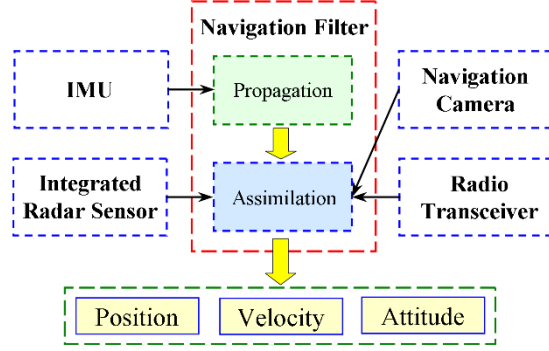 Navigation Filter
IMU
Propagation
Navigation
Camera
Integrated
Radar Sensor
Assimilation
Radio
Transceiver
Position
Velocity
Attitude